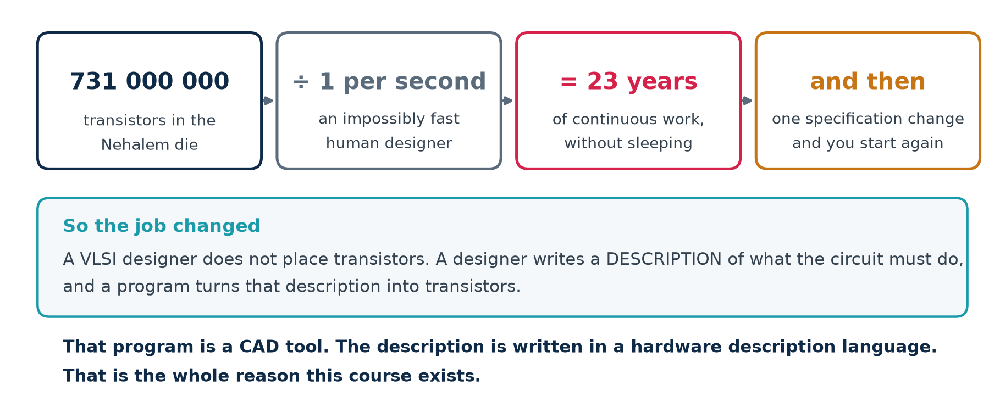 731 000 000
transistors in the
Nehalem die
÷ 1 per second
an impossibly fast
human designer
= 23 years
of continuous work,
without sleeping
and then
one specification change
and you start again
So the job changed
A VLSI designer does not place transistors. A designer writes a DESCRIPTION of what the circuit must do,
and a program turns that description into transistors.
That program is a CAD tool. The description is written in a hardware description language.
That is the whole reason this course exists.